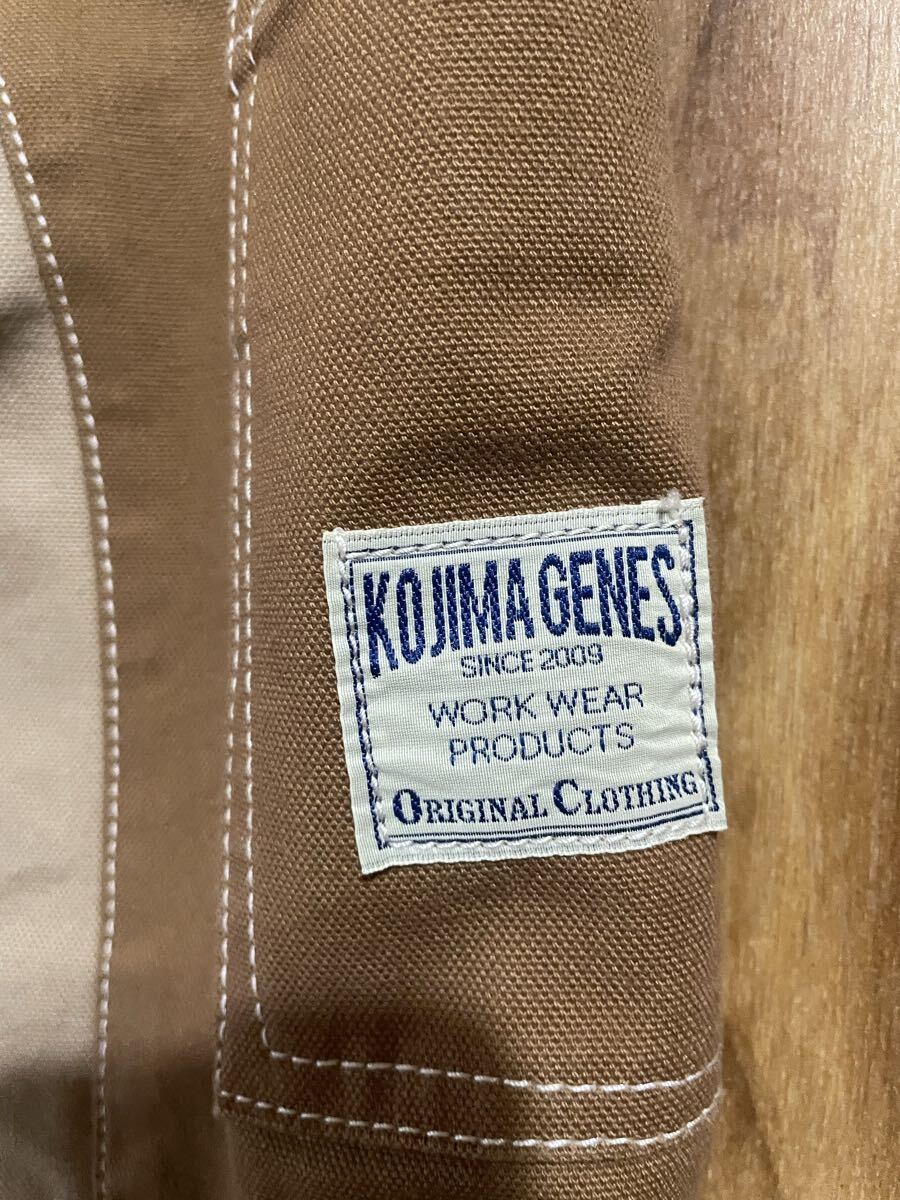 KOJIMA GENES
SINCE 2009
WORK WEAR
PRODUCTS
ORIGINAL CLOTHING